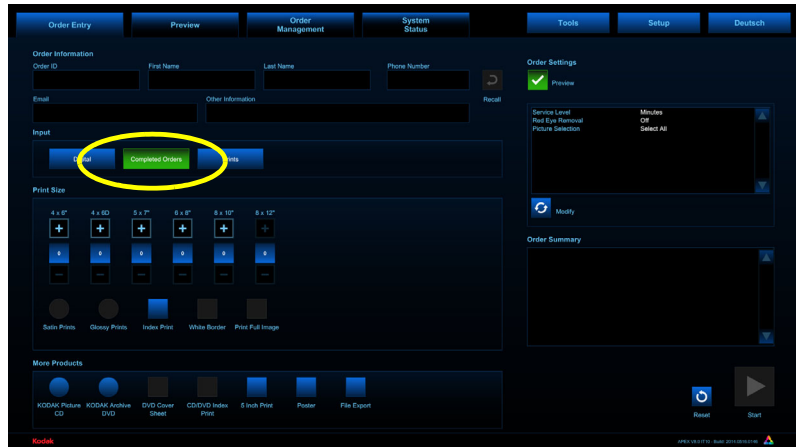 Order Entry
Preview
Order Management
System Status
Tools
Setup
Deutsch
Order Information
Order ID
First Name
Last Name
Phone Number
Recall
Email
Other Information
Input
Digital
Completed Orders
Prints
Print Size
4 x 6"
4 x 6D
5 x 7"
6 x 8"
8 x 10"
8 x 12"
+ + + + + +
0 0 0 0 0 0
Satin Prints
Glossy Prints
Index Print
White Border
Print Full Image
More Products
KODAK Picture CD
KODAK Archive DVD
DVD Cover Sheet
CD/DVD Index Print
5 Inch Print
Poster
File Export
Order Settings
Preview
Service Level Minutes
Red Eye Removal Off
Picture Selection Select All
Modify
Order Summary
Reset
Start
Kodak